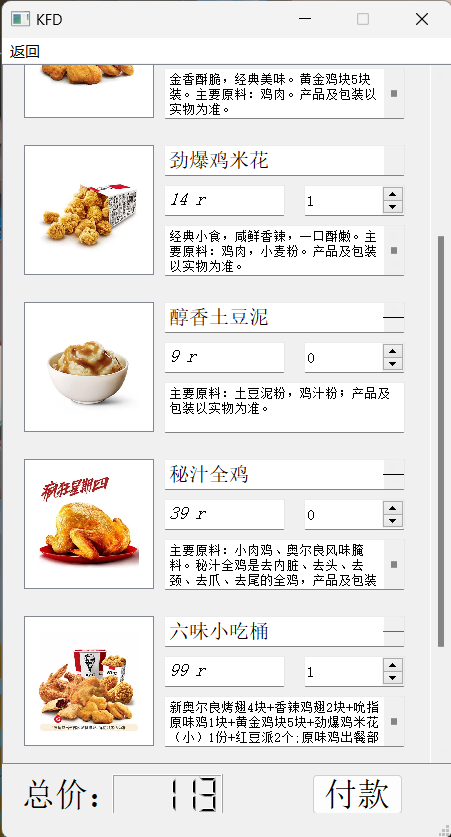 KFD
返回
金香酥脆，经典美味。黄金鸡块5块
装。主要原料：鸡肉。产品及包装以
实物为准。
劲爆鸡米花
14 r
1
经典小食，咸鲜香辣，一口酥嫩。主
要原料：鸡肉，小麦粉。产品及包装
以实物为准。
醇香土豆泥
9 r
0
主要原料：土豆泥粉，鸡汁粉；产品及
包装以实物为准。
疯狂星期四
秘汁全鸡
39 r
0
主要原料：小肉鸡、奥尔良风味腌
料。秘汁全鸡是去内脏、去头、去
颈、去爪、去尾的全鸡，产品及包装
六味小吃桶
99 r
1
新奥尔良烤翅4块+香辣鸡翅2块+吮指
原味鸡1块+黄金鸡块5块+劲爆鸡米花
（小）1份+红豆派2个;原味鸡出餐部
总价：
113
付款